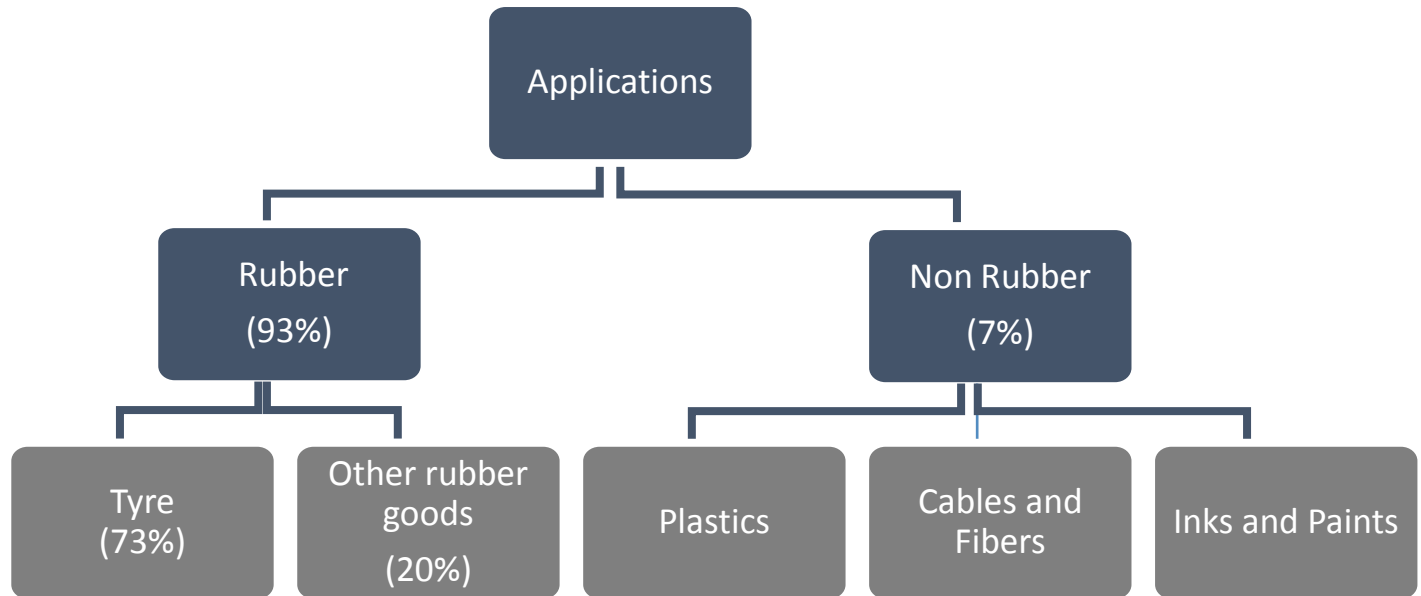 Applications
Rubber
(93%)
Non Rubber
(7%)
Tyre
(73%)
Other rubber
goods
(20%)
Plastics
Cables and
Fibers
Inks and Paints